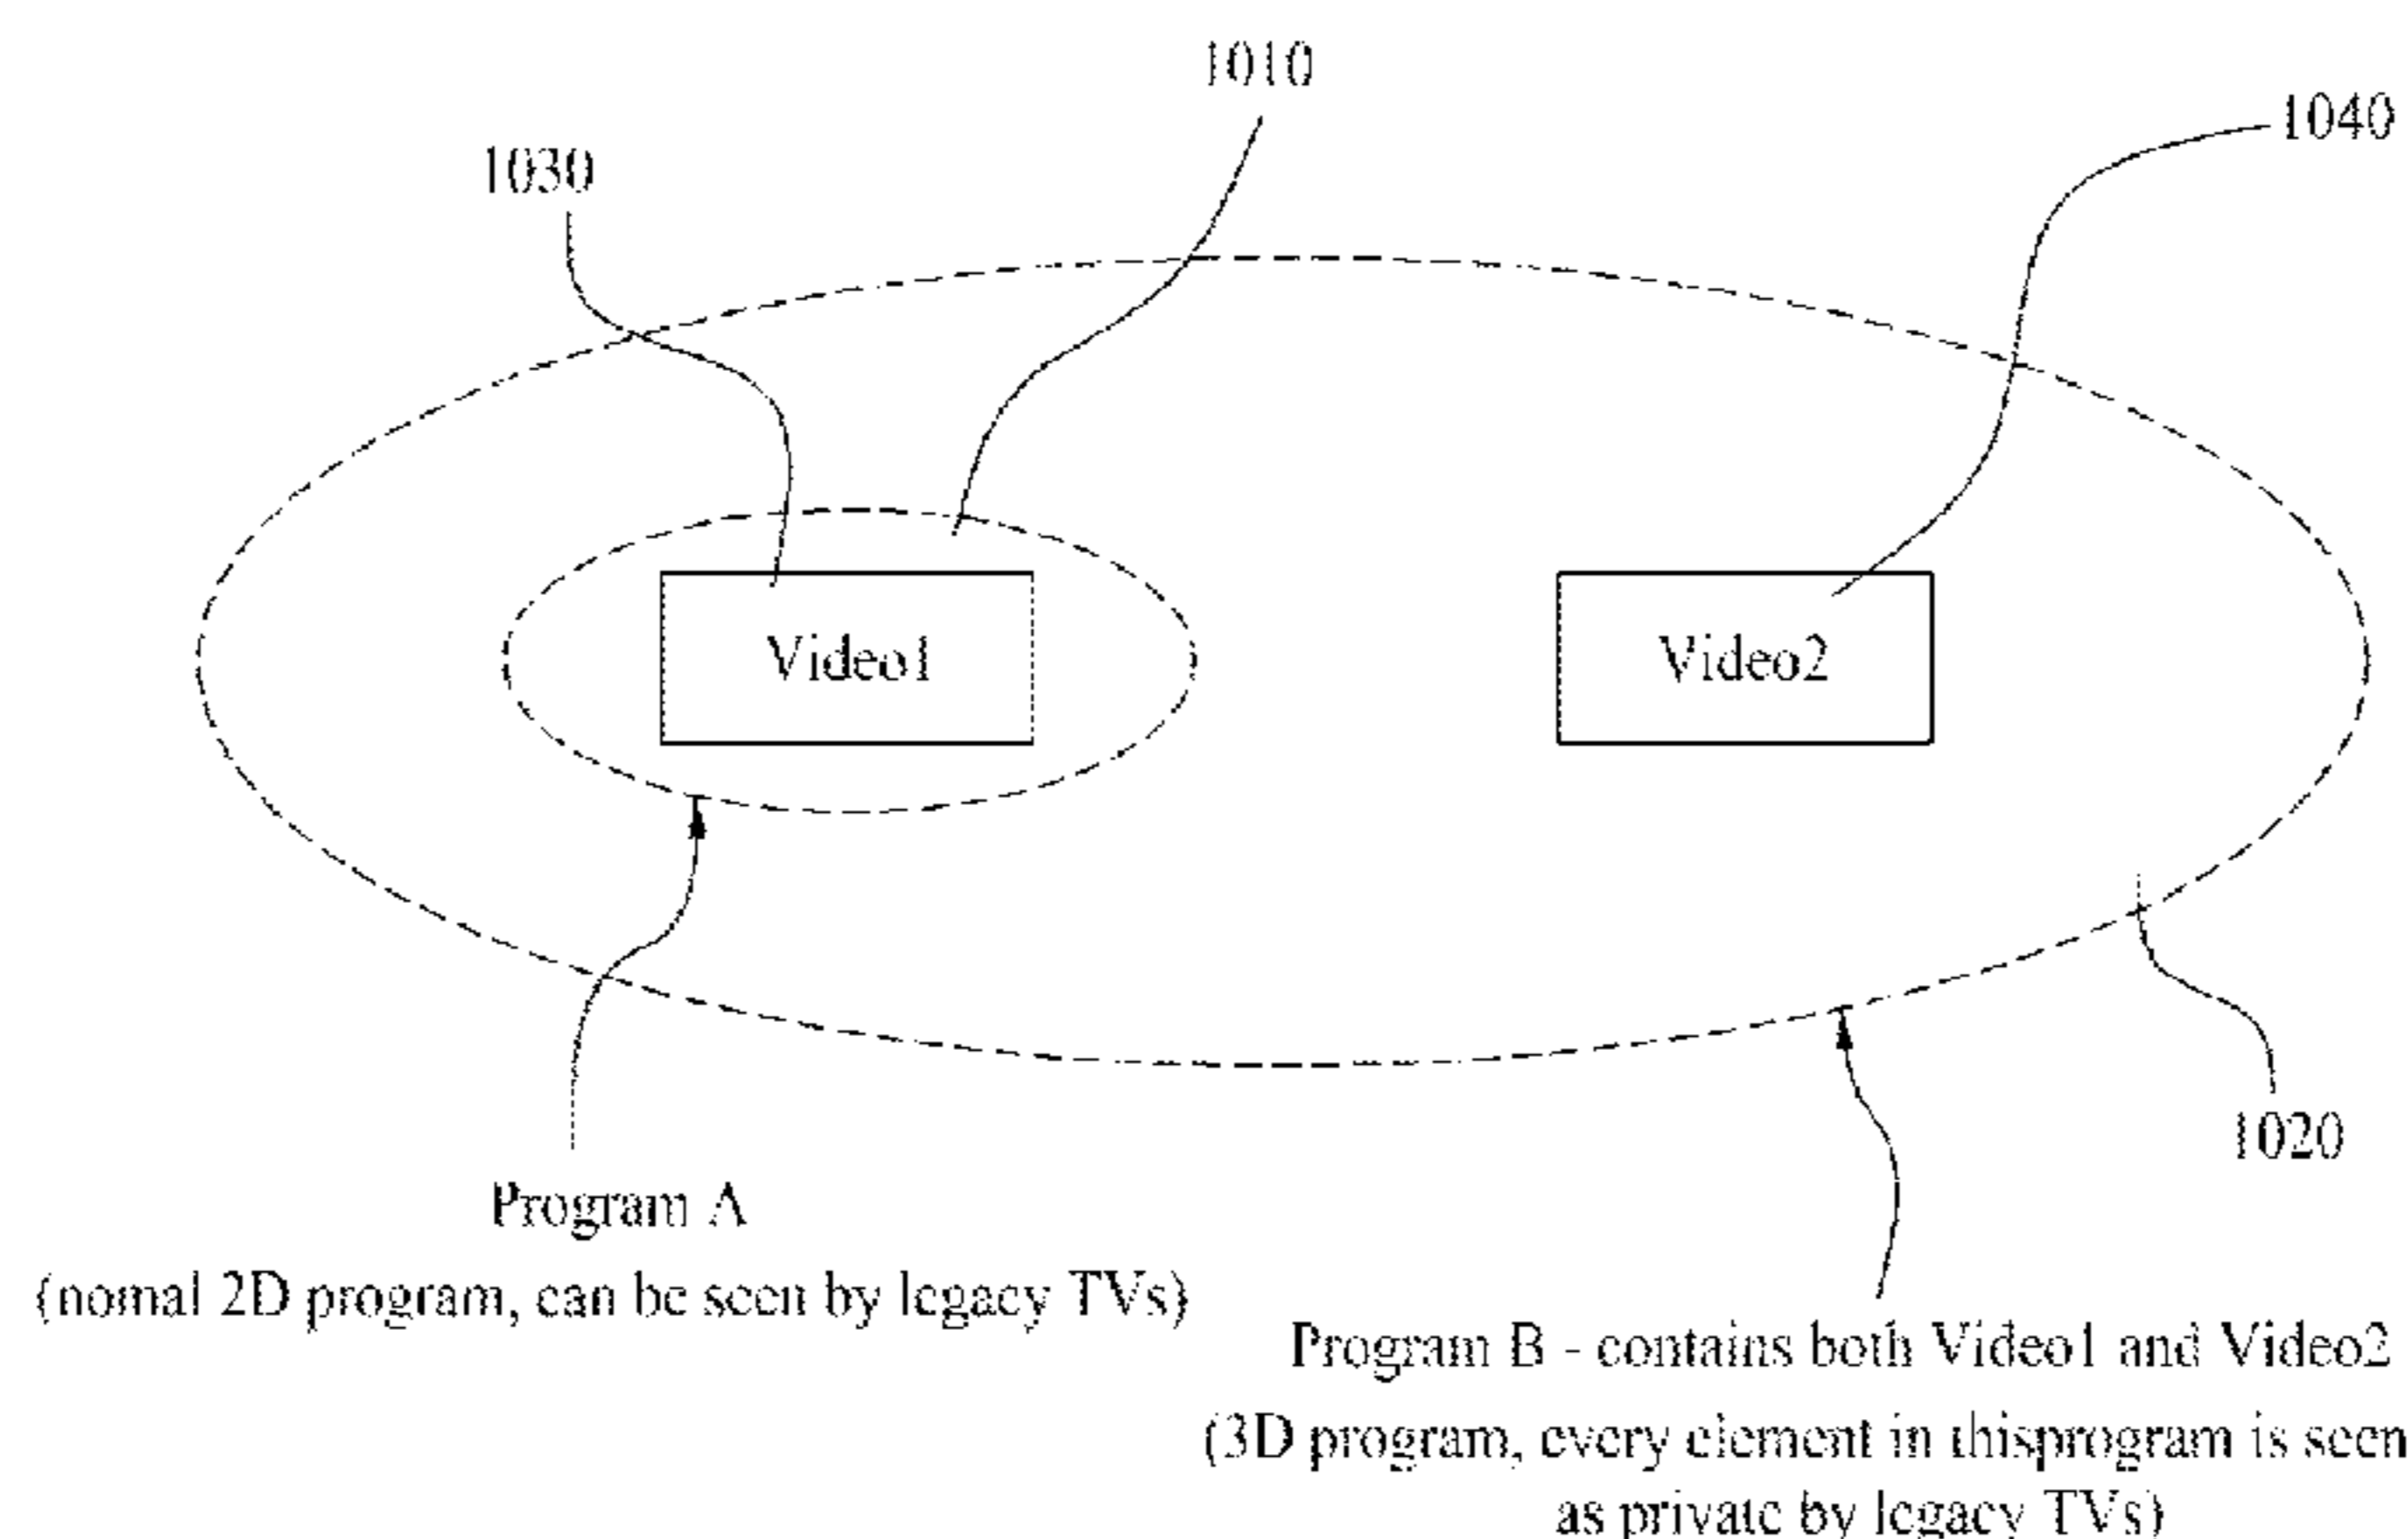 1010
1040
1030
Video1
Video2
1020
Program A
(nomal 2D program, can be seen by legacy TVs)
Program B - contains both Video1 and Video2
(3D program, every element in thisprogram is seen
as private by legacy TVs)